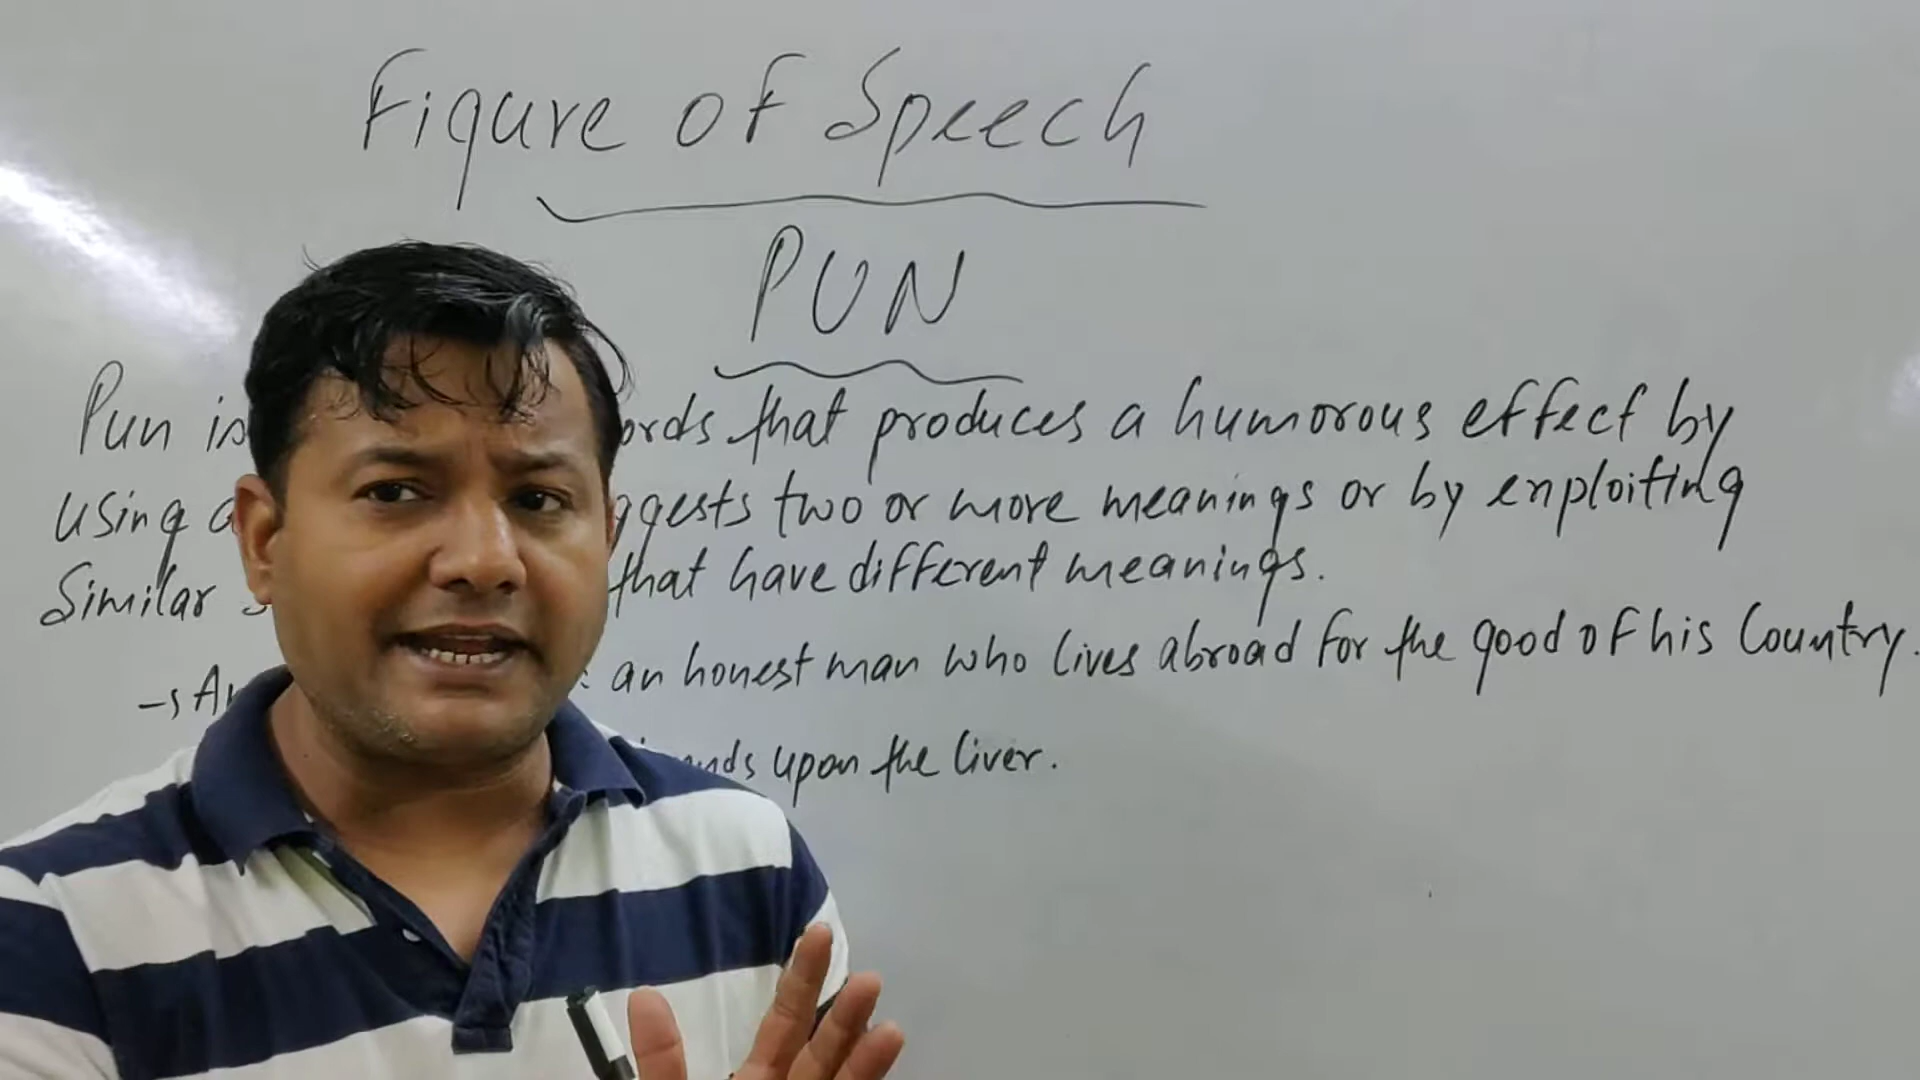 Figure of Speech
PUN
Pun is that produces a humorous effect by
using two or more meanings or by exploiting
Similar that have different meanings.
an honest man who lives abroad for the good of his Country.
upon the liver.